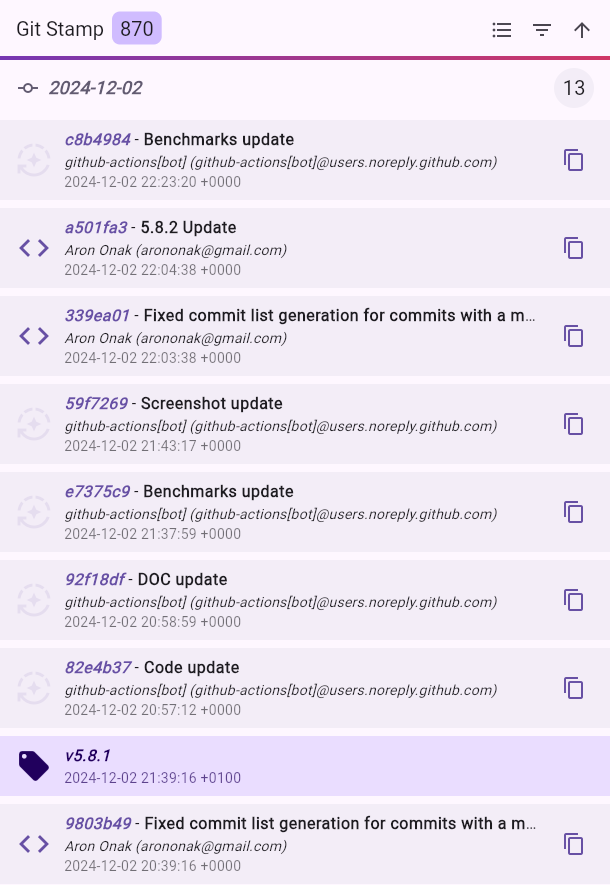 Git Stamp 870
2024-12-02 13
c8b4984 - Benchmarks update
github-actions[bot] (github-actions[bot]@users.noreply.github.com)
2024-12-02 22:23:20 +0000
a501fa3 - 5.8.2 Update
Aron Onak (arononak@gmail.com)
2024-12-02 22:04:38 +0000
339ea01 - Fixed commit list generation for commits with a m…
Aron Onak (arononak@gmail.com)
2024-12-02 22:03:38 +0000
59f7269 - Screenshot update
github-actions[bot] (github-actions[bot]@users.noreply.github.com)
2024-12-02 21:43:17 +0000
e7375c9 - Benchmarks update
github-actions[bot] (github-actions[bot]@users.noreply.github.com)
2024-12-02 21:37:59 +0000
92f18df - DOC update
github-actions[bot] (github-actions[bot]@users.noreply.github.com)
2024-12-02 20:58:59 +0000
82e4b37 - Code update
github-actions[bot] (github-actions[bot]@users.noreply.github.com)
2024-12-02 20:57:12 +0000
v5.8.1
2024-12-02 21:39:16 +0100
9803b49 - Fixed commit list generation for commits with a m…
Aron Onak (arononak@gmail.com)
2024-12-02 20:39:16 +0000